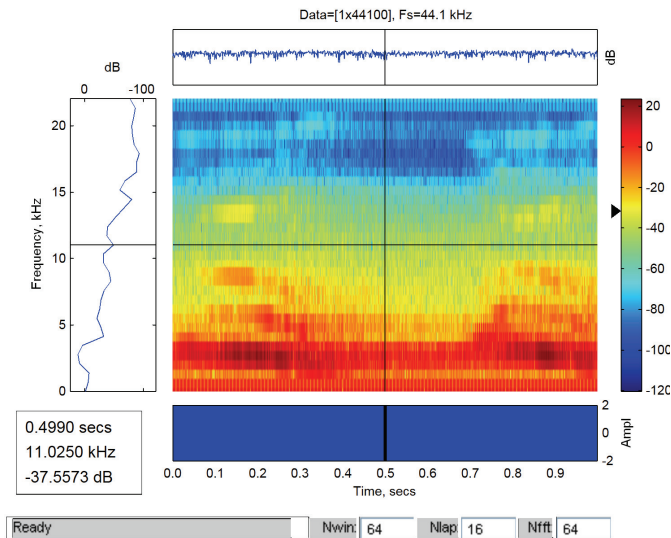 Data=[1x44100], Fs=44.1 kHz
dB
0 -100
dB
20
15
10
5
0
Frequency, kHz
20
0
-20
-40
-60
-80
-100
-120
0.4990 secs
11.0250 kHz
-37.5573 dB
2
0
-2
Ampl
0.0 0.1 0.2 0.3 0.4 0.5 0.6 0.7 0.8 0.9
Time, secs
Ready Nwin: 64 Nlap: 16 Nfft: 64